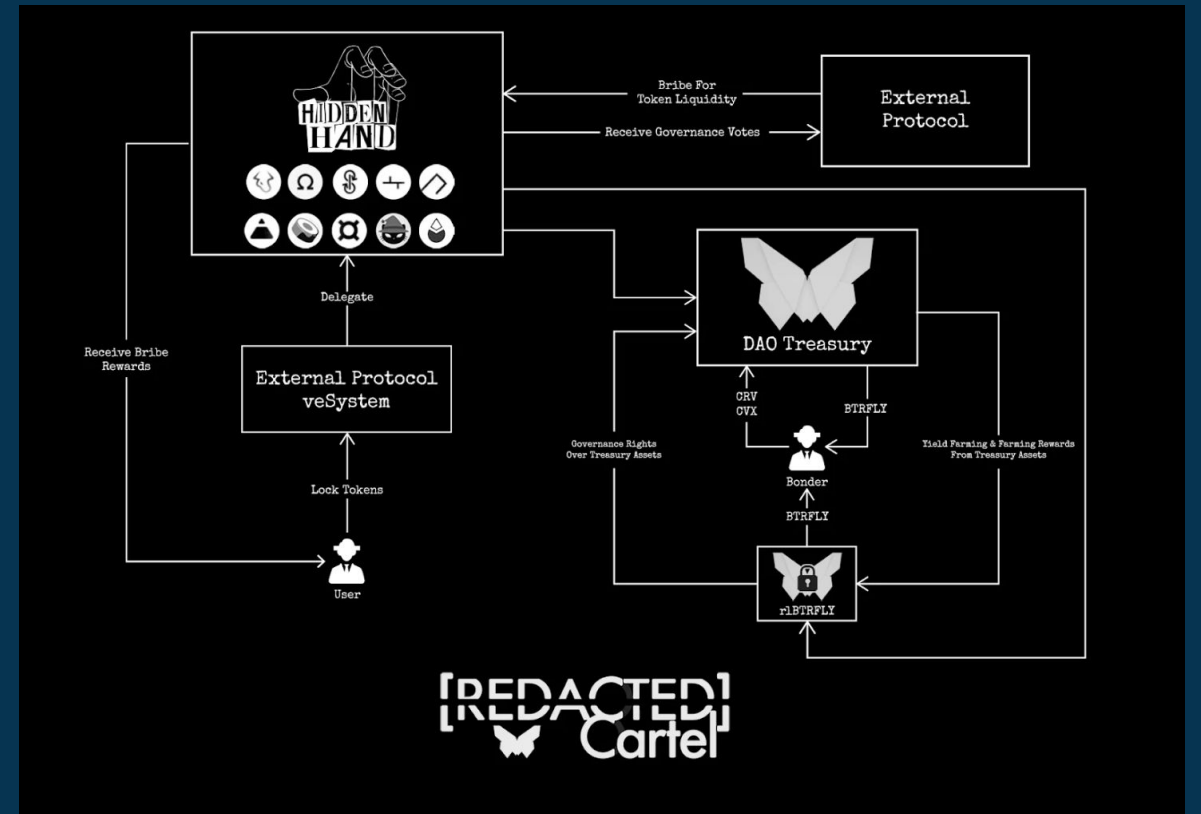 HIDDEN
HAND
Bribe For
Token Liquidity
Receive Governance Votes
External
Protocol
Delegate
DAO Treasury
Receive Bribe
Rewards
External Protocol
veSystem
CRV
CVX
BTRFLY
Governance Rights
Over Treasury Assets
Yield Farming & Farming Rewards
From Treasury Assets
Bonder
Lock Tokens
BTRFLY
User
rlBTRFLY
[REDACTED]
Cartel